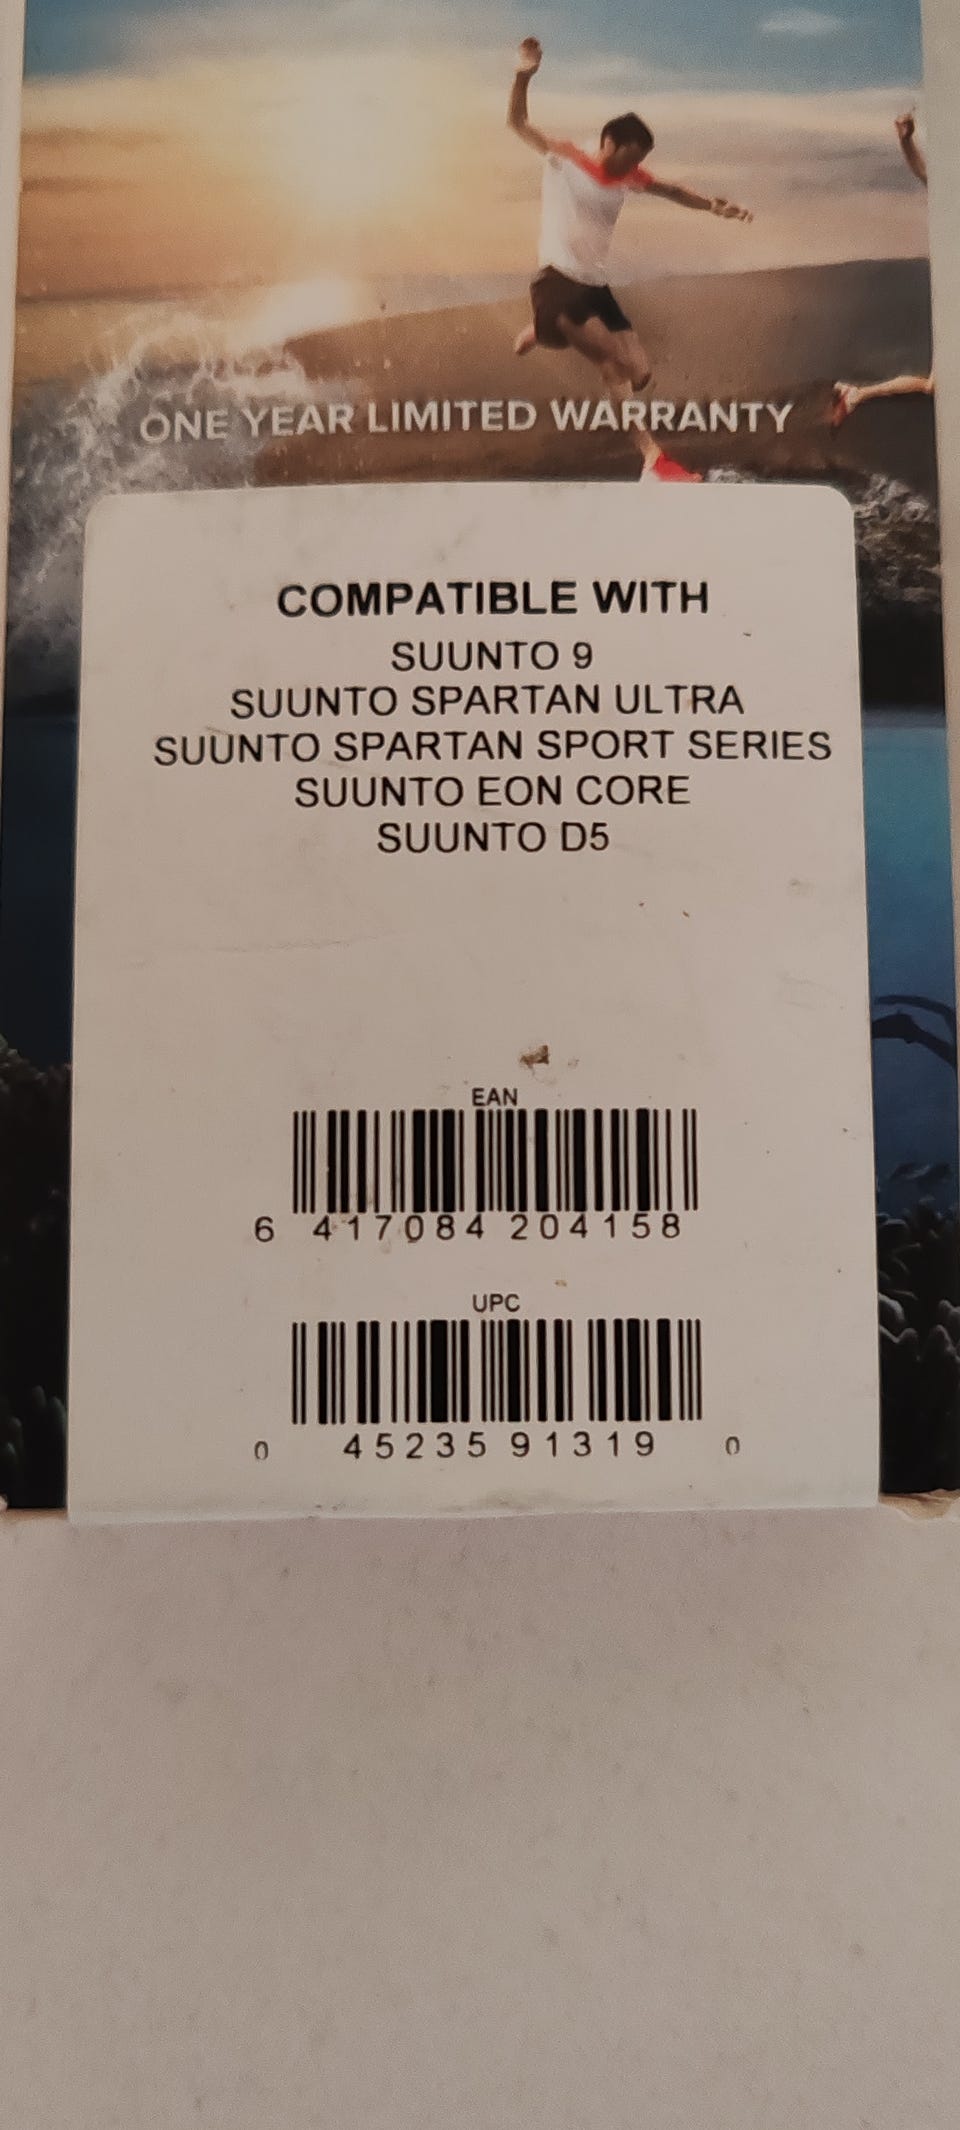 ONE YEAR LIMITED WARRANTY
COMPATIBLE WITH
SUUNTO 9
SUUNTO SPARTAN ULTRA
SUUNTO SPARTAN SPORT SERIES
SUUNTO EON CORE
SUUNTO D5
EAN
6 417084 204158
UPC
0 45235 91319 0